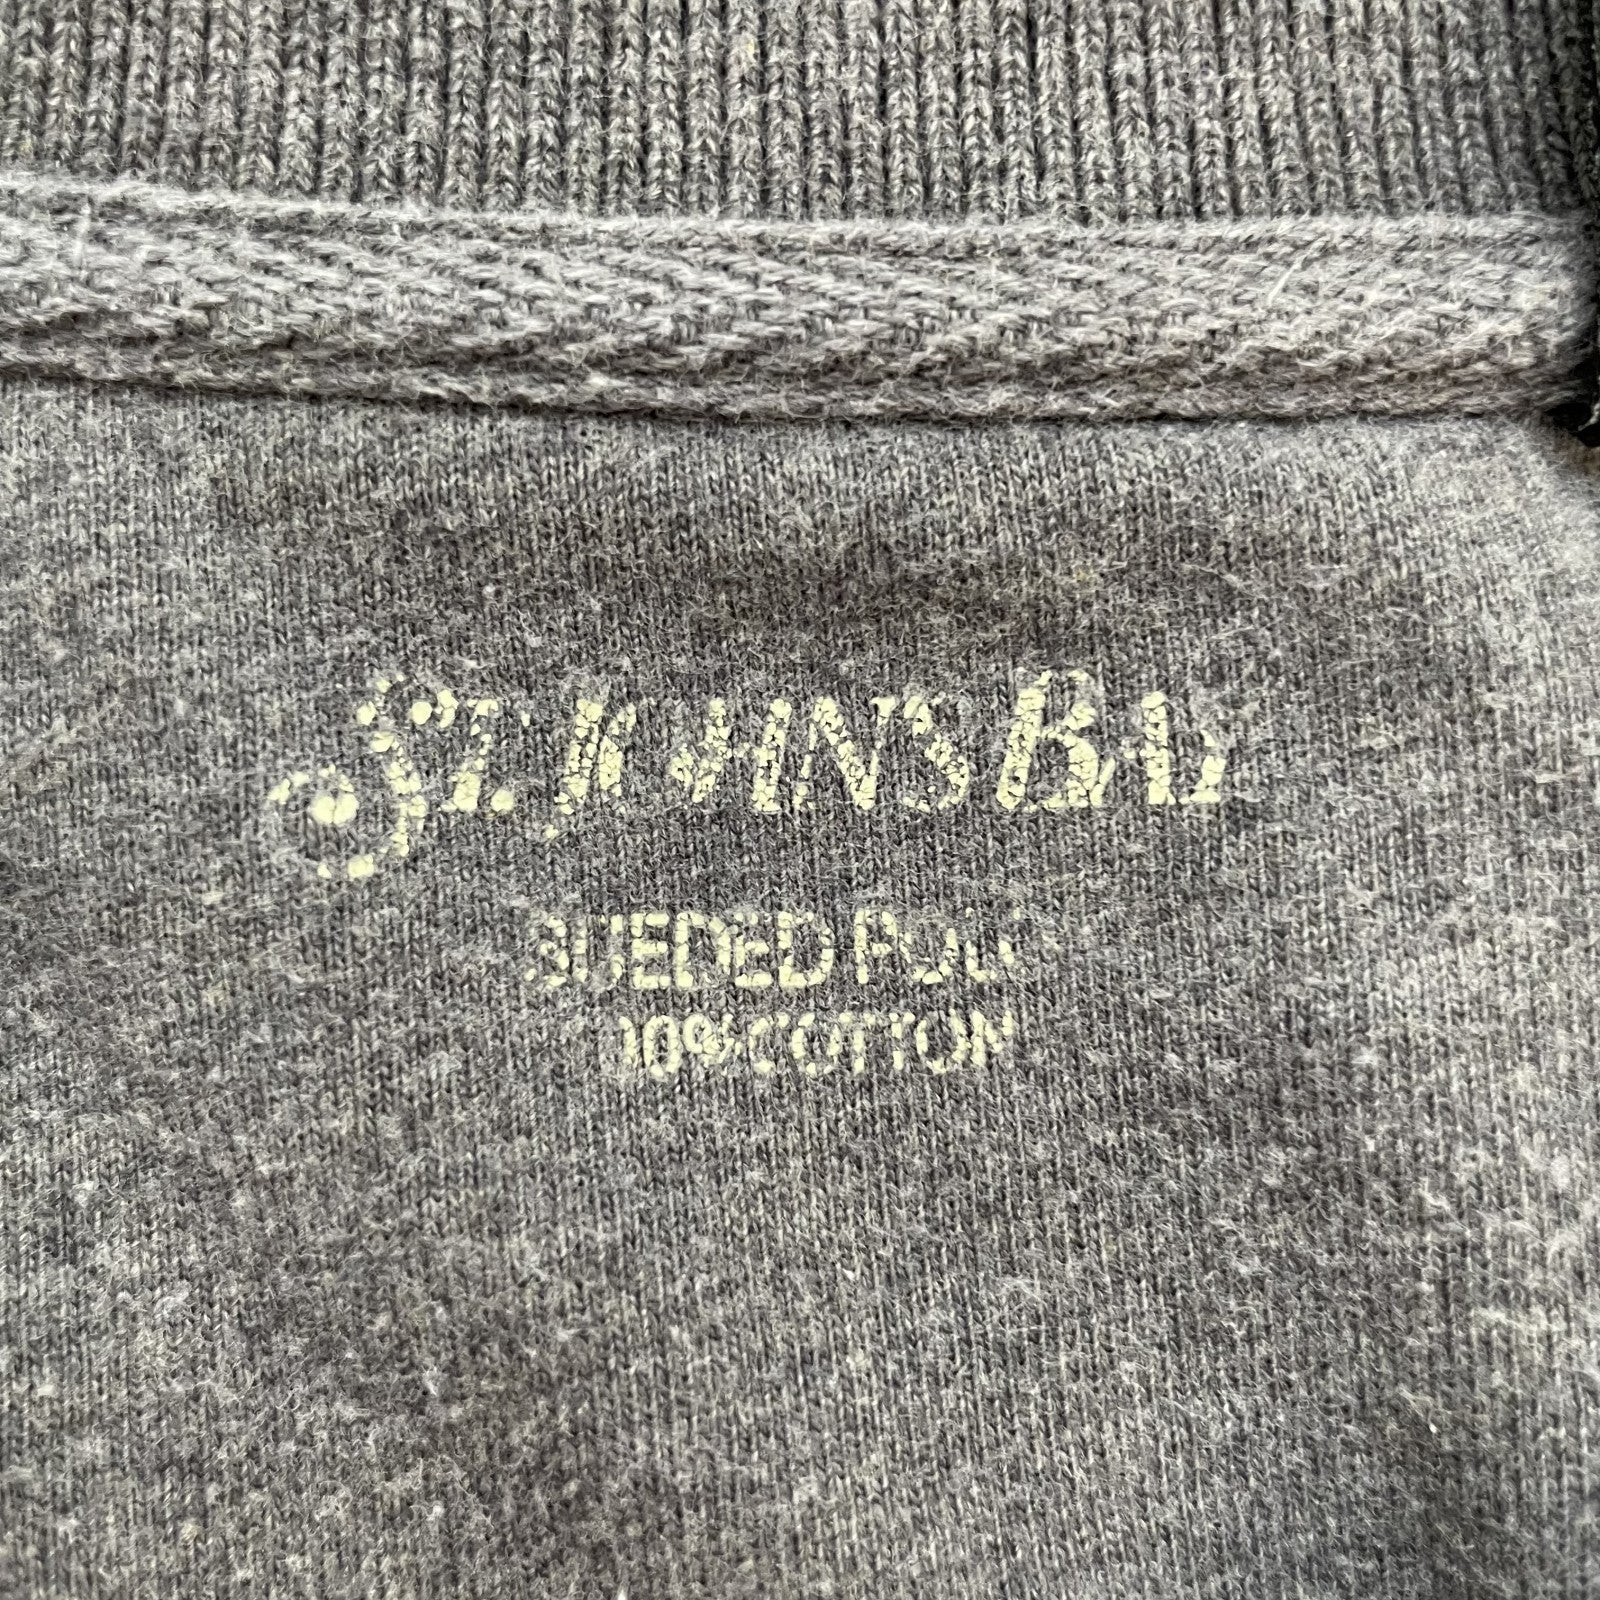 St. Johns Bay
SUEDED POLO
100% COTTON